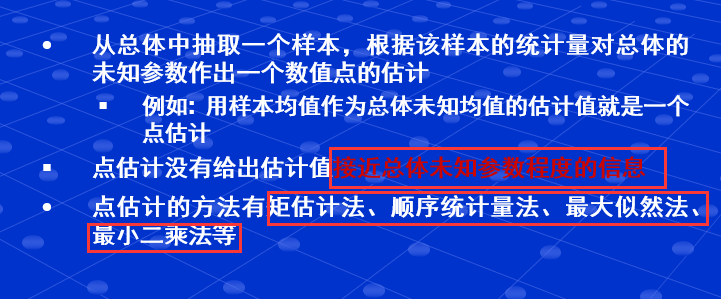 • 从总体中抽取一个样本，根据该样本的统计量对总体的
未知参数作出一个数值点的估计
▪ 例如: 用样本均值作为总体未知均值的估计值就是一个
点估计
▪ 点估计没有给出估计值接近总体未知参数程度的信息
• 点估计的方法有矩估计法、顺序统计量法、最大似然法、
最小二乘法等